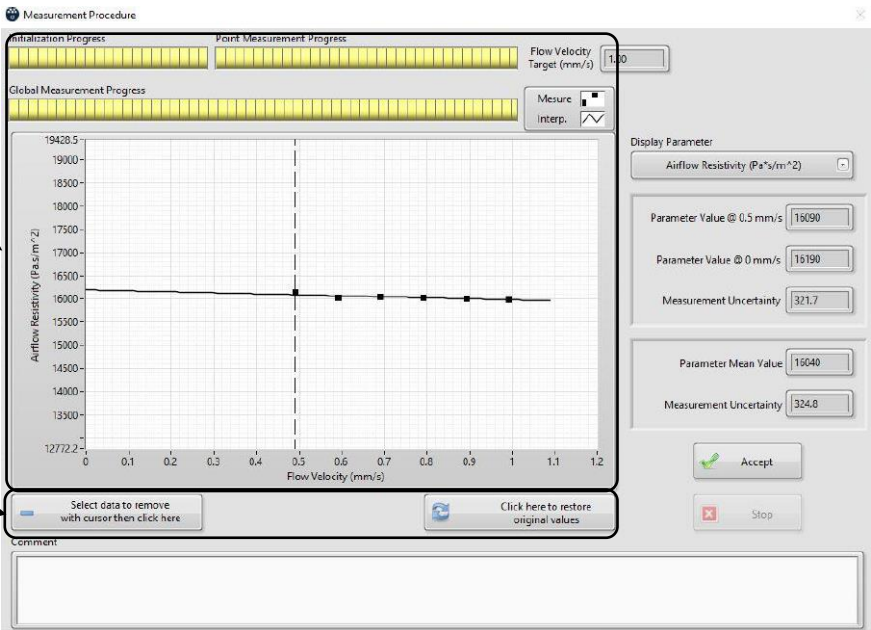 Measurement Procedure
Initialization Progress
Point Measurement Progress
Flow Velocity
Target (mm/s)
1.00
Global Measurement Progress
Mesure
Interp.
19428.5
19000
18500
18000
17500
17000
16500
16000
15500
15000
14500
14000
13500
12772.2
Airflow Resistivity (Pa.s/m^2)
0 0.1 0.2 0.3 0.4 0.5 0.6 0.7 0.8 0.9 1 1.1 1.2
Flow Velocity (mm/s)
Display Parameter
Airflow Resistivity (Pa*s/m^2)
Parameter Value @ 0.5 mm/s 16090
Parameter Value @ 0 mm/s 16190
Measurement Uncertainty 321.7
Parameter Mean Value 16040
Measurement Uncertainty 324.8
Accept
Stop
Select data to remove
with cursor then click here
Click here to restore
original values
Comment